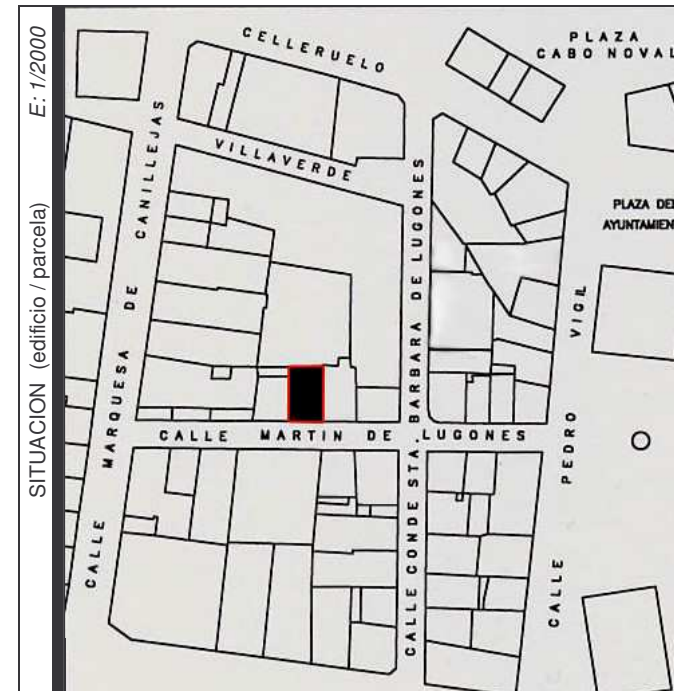 SITUACION (edificio / parcela) E: 1/2000
CELLERUELO
PLAZA
CABO NOVAL
VILLAVERDE
PLAZA DEL
AYUNTAMIEN
CALLE MARQUESA DE CANILLEJAS
CALLE CONDE STA. BARBARA DE LUGONES
CALLE PEDRO VIGIL
CALLE MARTIN DE LUGONES